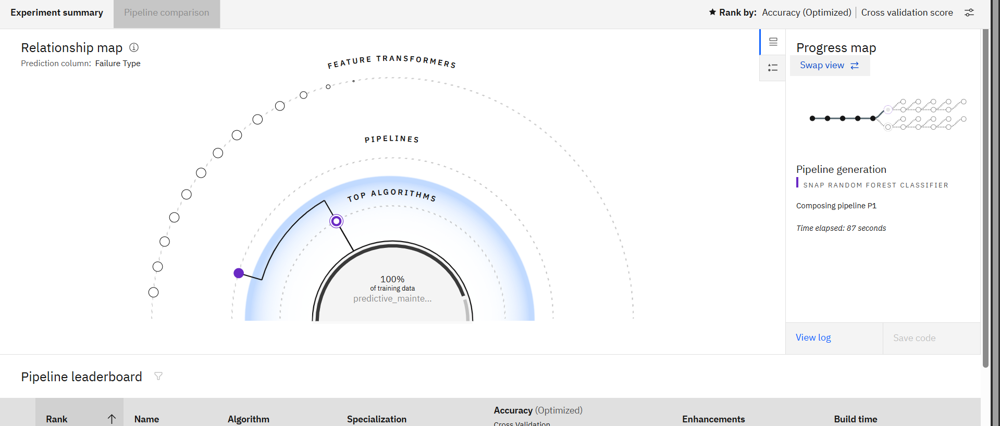 Experiment summary
Pipeline comparison
Rank by: Accuracy (Optimized) Cross validation score
Relationship map
Prediction column: Failure Type
FEATURE TRANSFORMERS
PIPELINES
TOP ALGORITHMS
100%
of training data
predictive_mainte...
Progress map
Swap view
Pipeline generation
SNAP RANDOM FOREST CLASSIFIER
Composing pipeline P1
Time elapsed: 87 seconds
View log
Save code
Pipeline leaderboard
Rank
Name
Algorithm
Specialization
Accuracy (Optimized)
Cross Validation
Enhancements
Build time